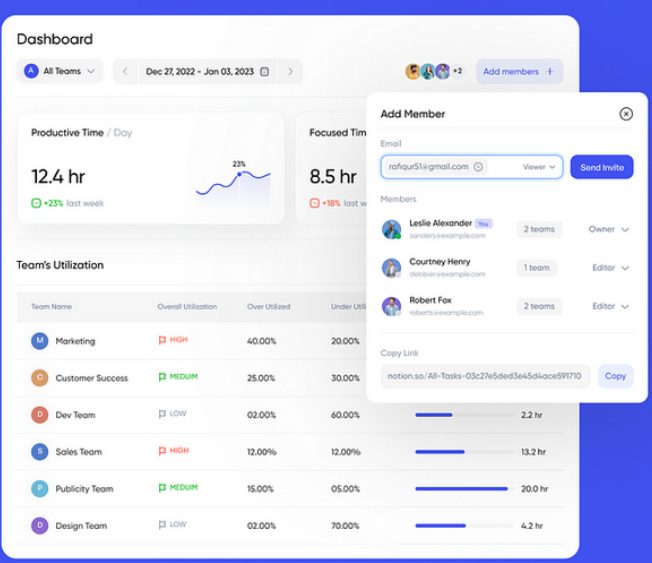 Dashboard
A All Teams
Dec 27, 2022 - Jan 03, 2023
+2
Add members +
Productive Time / Day
12.4 hr
+23% last week
23%
Focused Tim
8.5 hr
+18% last w
Team's Utilization
Team Name Overall Utilization Over Utilized Under Utili
M Marketing HIGH 40.00% 20.00%
C Customer Success MEDUIM 25.00% 30.00%
D Dev Team LOW 02.00% 60.00% 2.2 hr
S Sales Team HIGH 12.00% 12.00% 13.2 hr
P Publicity Team MEDUIM 15.00% 05.00% 20.0 hr
D Design Team LOW 02.00% 70.00% 4.2 hr
Add Member
Email
rafiqur51@gmail.com Viewer
Send Invite
Members
Leslie Alexander You
sanders@example.com
2 teams Owner
Courtney Henry
debbie@example.com
1 team Editor
Robert Fox
roberts@example.com
2 teams Editor
Copy Link
notion.so/All-Tasks-03c27e5ded3e45d4ace591710
Copy